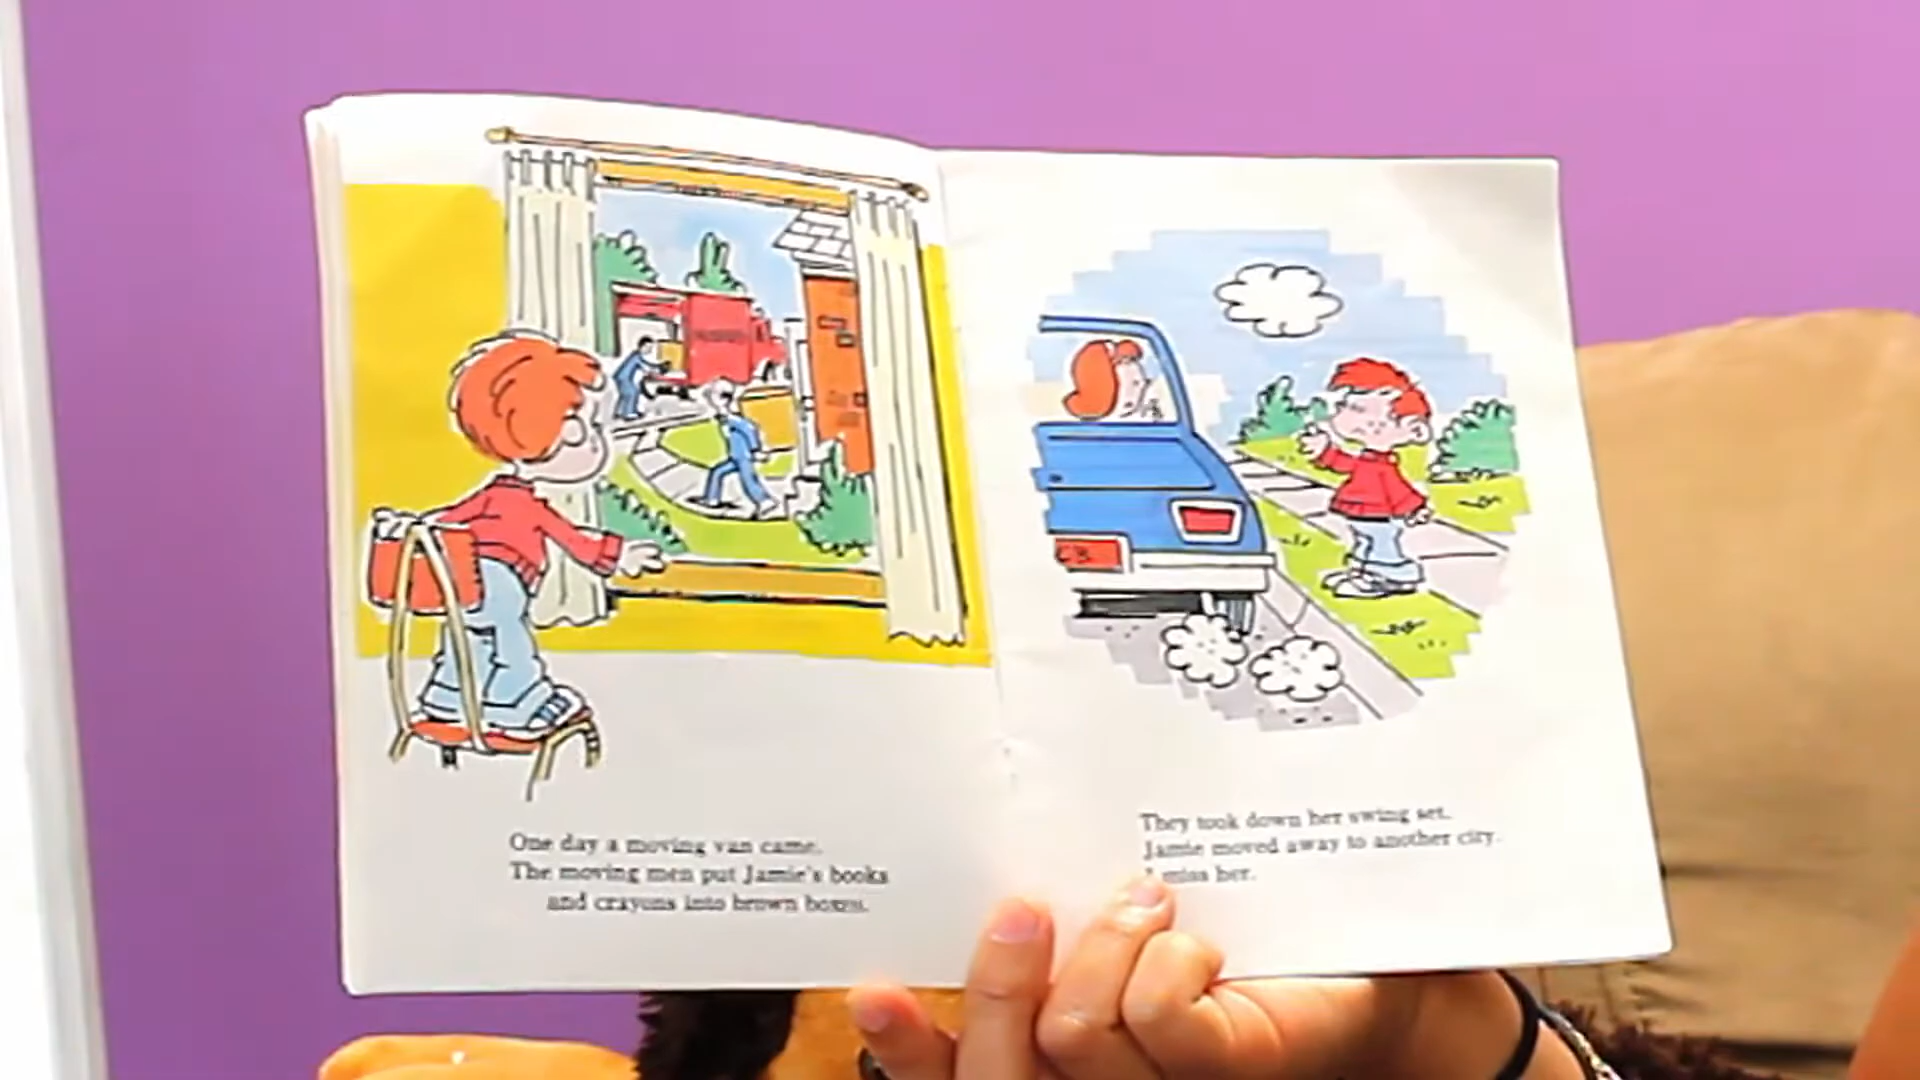 One day a moving van came.
The moving men put Jamie's books
and crayons into brown boxes.
They took down her swing set.
Jamie moved away to another city.
I miss her.